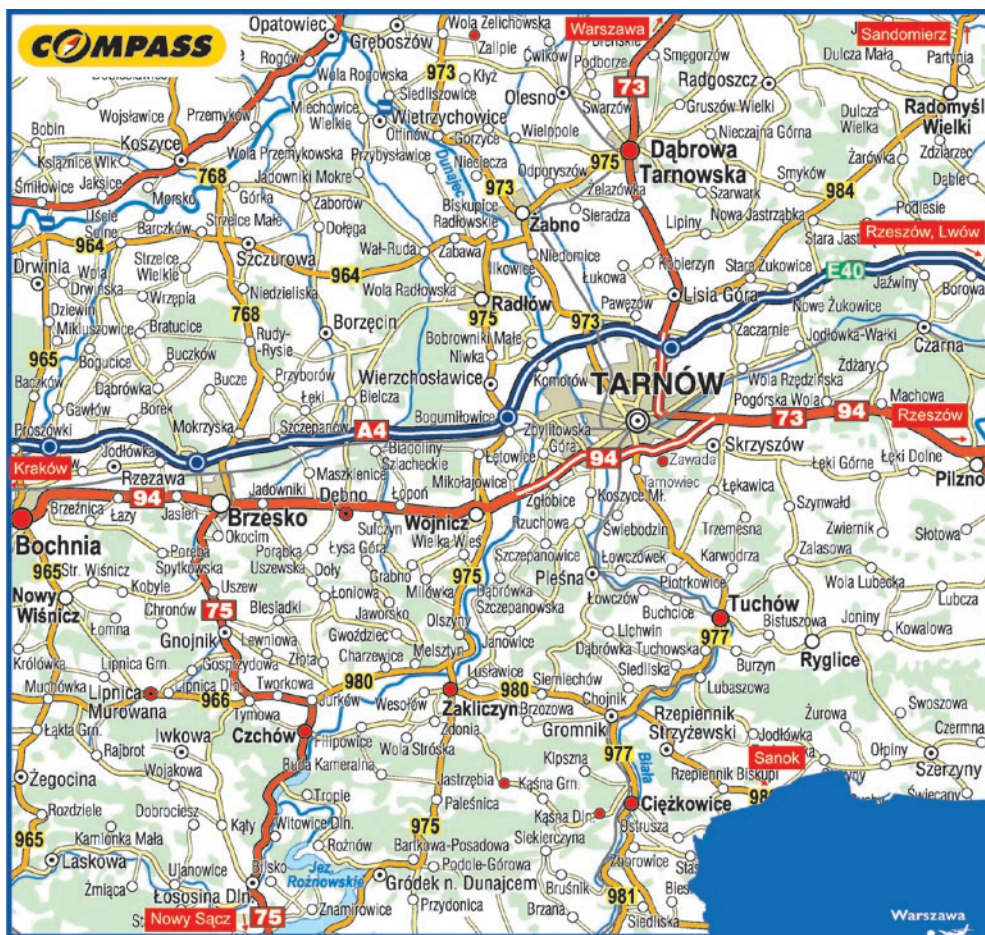 COMPASS
Opatowiec
Wola Żelichowska
Warszawa
Sandomierz
Rogów
Gręboszów
Zalipie
Ćwików
Podborze
Smęgorzów
Dulcza Mała
Partynia
Wola Rogowska
973
Kłyż
Radgoszcz
Wojsławice
Przemyków
Miechowice
Wielkie
Siedliszowice
Olesno
Swarzów
73
Gruszów Wielki
Radomyśl
Wielki
Bobin
Koszyce
Wietrzychowice
Otfinów
Gorzyce
Wielopole
Nieczajna Górna
Dulcza
Wielka
Książnice Wlk.
Wola Przemykowska
Przybysławice
Dunajec
Nieciecza
975
Dąbrowa
Tarnowska
Żarówka
Zdziarzec
Śmiłowice
Jaksice
768
Jadowniki Mokre
973
Odporyszów
Smyków
Dąbie
Morsko
Górka
Zaborów
Biskupice
Radłowskie
Żelazówka
Szarwark
984
Uście
Solne
Strzelce Małe
Dołęga
Żabno
Sieradza
Nowa Jastrząbka
Podlesie
964
Barczków
Szczurowa
Wał-Ruda
Zabawa
Lipiny
Rzeszów, Lwów
Drwinia
Wola
Drwińska
Strzelce
Wielkie
964
Ilkowice
Niedomice
Kobierzyn
Stare Żukowice
E40
Wrzępia
Niedzieliska
Wola Radłowska
Łukowa
Jaźwiny
Borowa
Dziewin
768
Radłów
Pawęzów
Lisia Góra
Nowe Żukowice
Mikluszowice
Bratucice
Borzęcin
975
973
965
Bogucice
Buczków
Rudy-
Rysie
Bobrowniki Małe
Zaczarnie
Jodłówka-Wałki
Czarna
Baczków
Dąbrówka
Bucze
Przyborów
Niwka
Wierzchosławice
Komorów
TARNÓW
Wola Rzędzińska
Żdżary
Gawłów
Borek
Łęki
Bielcza
Pogórska Wola
Machowa
Proszówki
Mokrzyska
Szczepanów
A4
Bogumiłowice
Zbylitowska
Góra
73
94
Rzeszów
Kraków
Jodłówka
Rzezawa
Maszkienice
Biadoliny
Szlacheckie
Łętowice
94
Zawada
Skrzyszów
Tarnowiec
Łęki Górne
Łęki Dolne
Pilzno
94
Jadowniki
Dębno
Łopoń
Mikołajowice
Zgłobice
Koszyce Mł.
Łękawica
Brzeźnica
Łazy
Jasień
Brzesko
Wojnicz
Rzuchowa
Świebodzin
Szynwałd
Bochnia
Okocim
Sufczyn
Wielka Wieś
Trzemesna
Zwiernik
Słotowa
965
Poręba
Spytkowska
Porąbka
Uszewska
Łysa Góra
Szczepanowice
Łowczówek
Karwodrza
Zalasowa
Str. Wiśnicz
Doły
Grabno
975
Pleśna
Piotrkowice
Wola Lubecka
Nowy
Wiśnicz
Kobyle
Uszew
Łoniowa
Milówka
Dąbrówka
Szczepanowska
Łowczów
Tuchów
Lubcza
Chronów
75
Biesiadki
Jaworsko
Olszyny
Buchcice
Bistuszowa
Joniny
Łomna
Gnojnik
Lewniowa
Gwoździec
Janowice
Lichwin
977
Kowalowa
Królówka
Lipnica Grn.
Gosprzydowa
Złota
Charzewice
Melsztyn
Dąbrówka Tuchowska
Burzyn
Ryglice
Muchówka
Lipnica
Murowana
Lipnica Dln.
Tworkowa
980
Lusławice
Siemiechów
Siedliska
966
Jurków
Wesołów
980
Chojnik
Lubaszowa
Łąkta Grn.
Tymowa
Zakliczyn
Brzozowa
Swoszowa
Rajbrot
Iwkowa
Czchów
Filipowice
Wola Stróska
Zdonia
Gromnik
Rzepiennik
Strzyżewski
Żurowa
Jodłówka
Czermna
Żegocina
Wojakowa
Ruda Kameralna
Klpszna
977
Biała
Sanok
Ołpiny
Szerzyny
Rozdziele
Dobrociesz
Trople
Jastrzębia
Kąśna Grn.
Rzepiennik Biskupi
Święcany
Kamionka Mała
Kąty
Witowice Dln.
Paleśnica
Kąśna Dln.
Ciężkowice
965
Rożnów
975
Bartkowa-Posadowa
Siekierczyna
Ostrusza
Laskowa
Ujanowice
Bilsko
Jez.
Rożnowskie
Podole-Górowa
Zborowice
Żmiąca
Łososina Dln.
Gródek n. Dunajcem
Bruśnik
981
Nowy Sącz
75
Znamirowice
Przydonica
Brzana
Siedliska
Warszawa